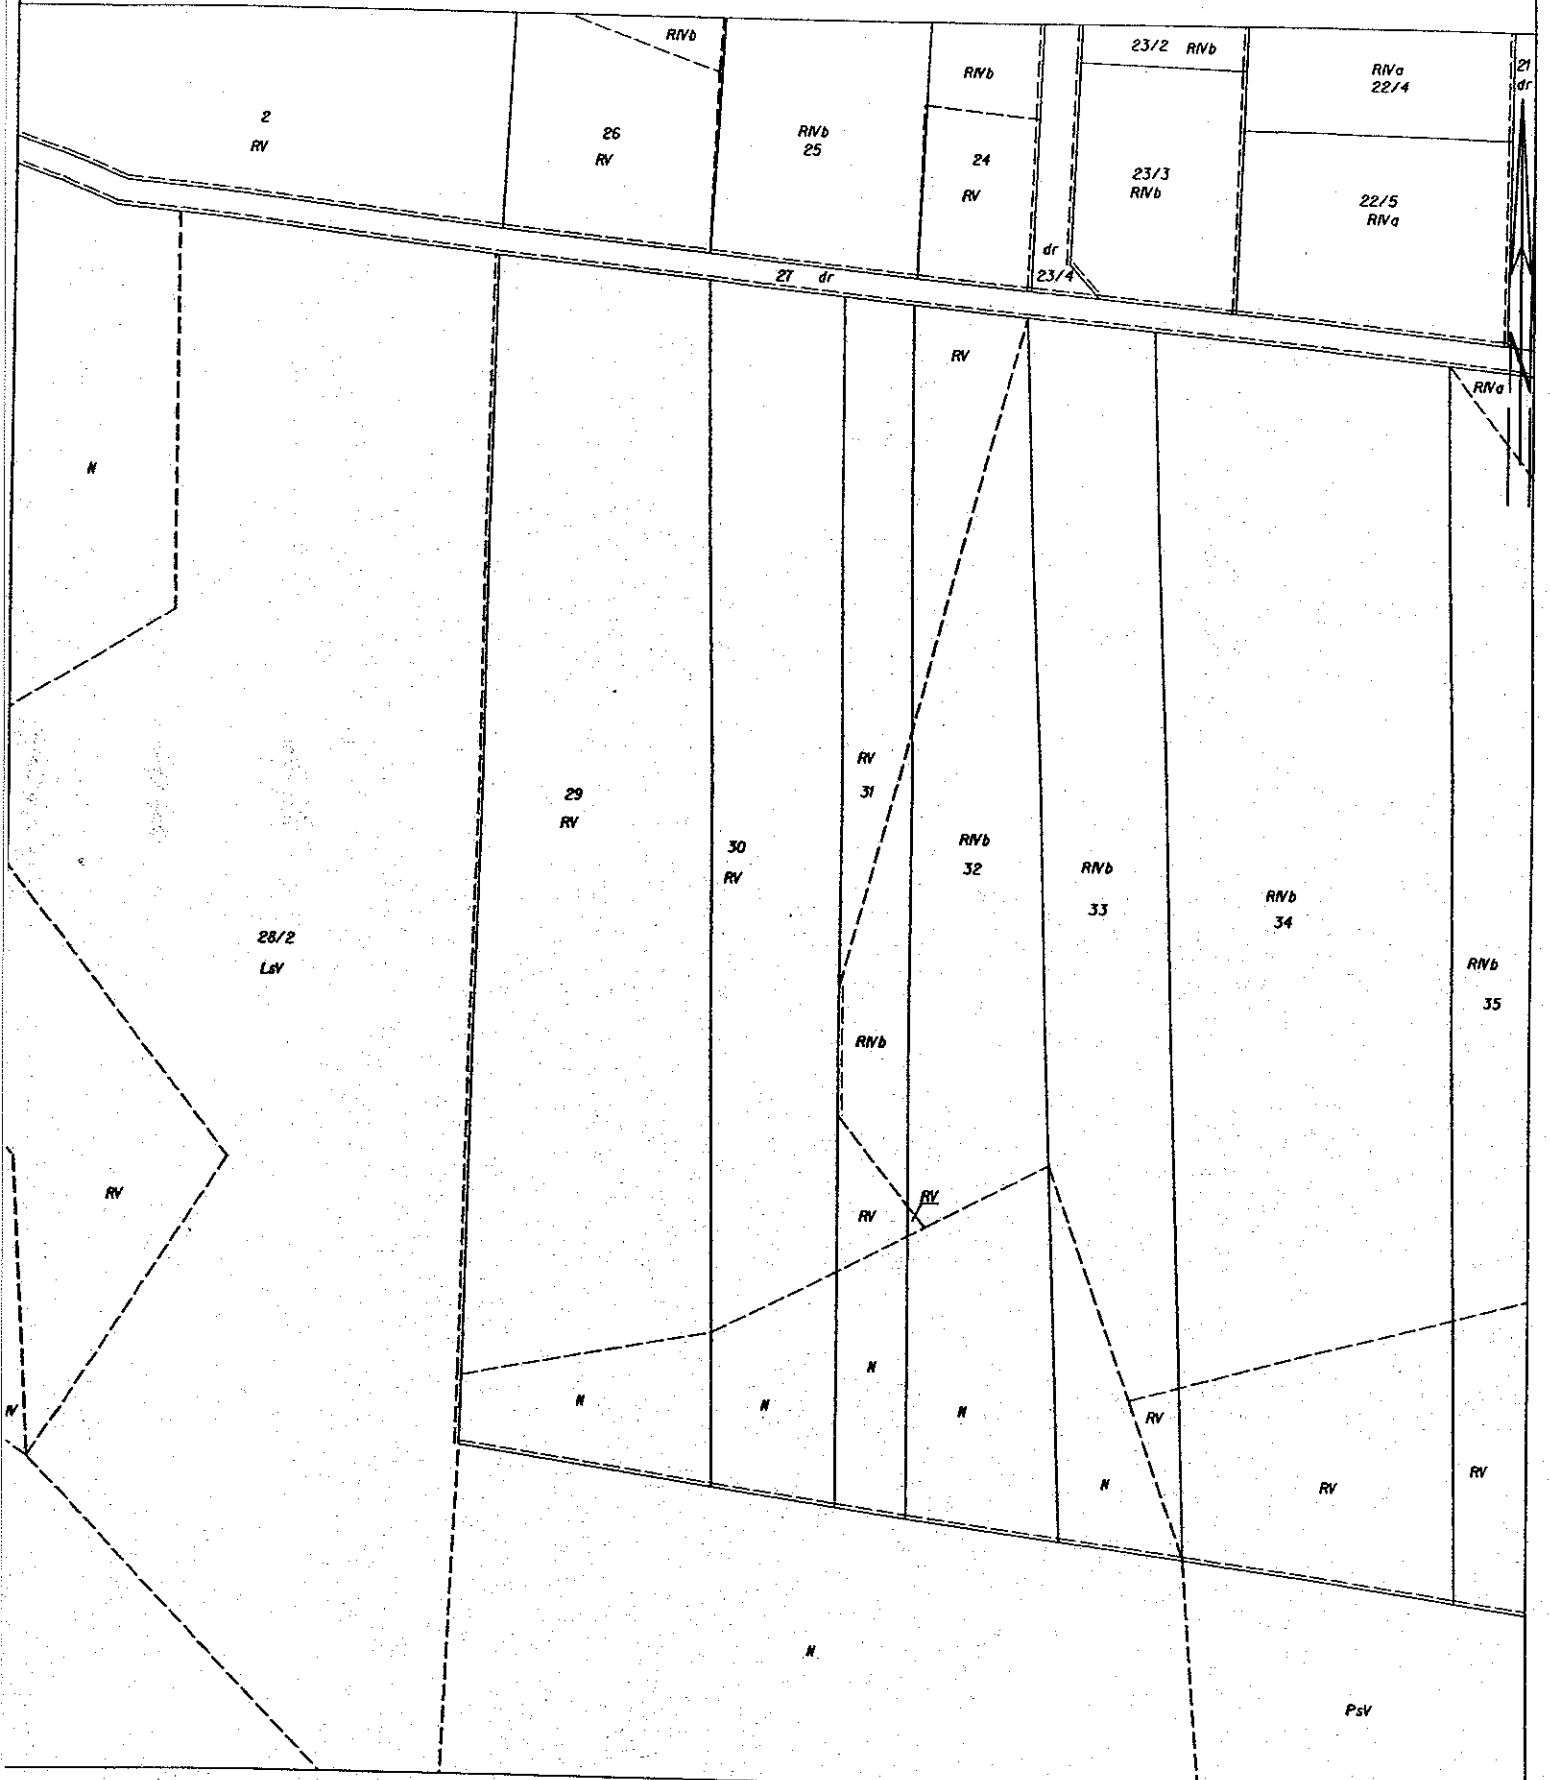 RIVb
23/2 RIVb
RIVa
22/4
21
dr
RIVb
2
RV
26
RV
RIVb
25
24
RV
23/3
RIVb
22/5
RIVa
dr
23/4
27 dr
RV
RIVa
N
RV
31
29
RV
30
RV
RIVb
32
RIVb
33
RIVb
34
28/2
LsV
RIVb
35
RIVb
RV
RV
RV
N
N
N
N
RV
N
RV
RV
N
PsV